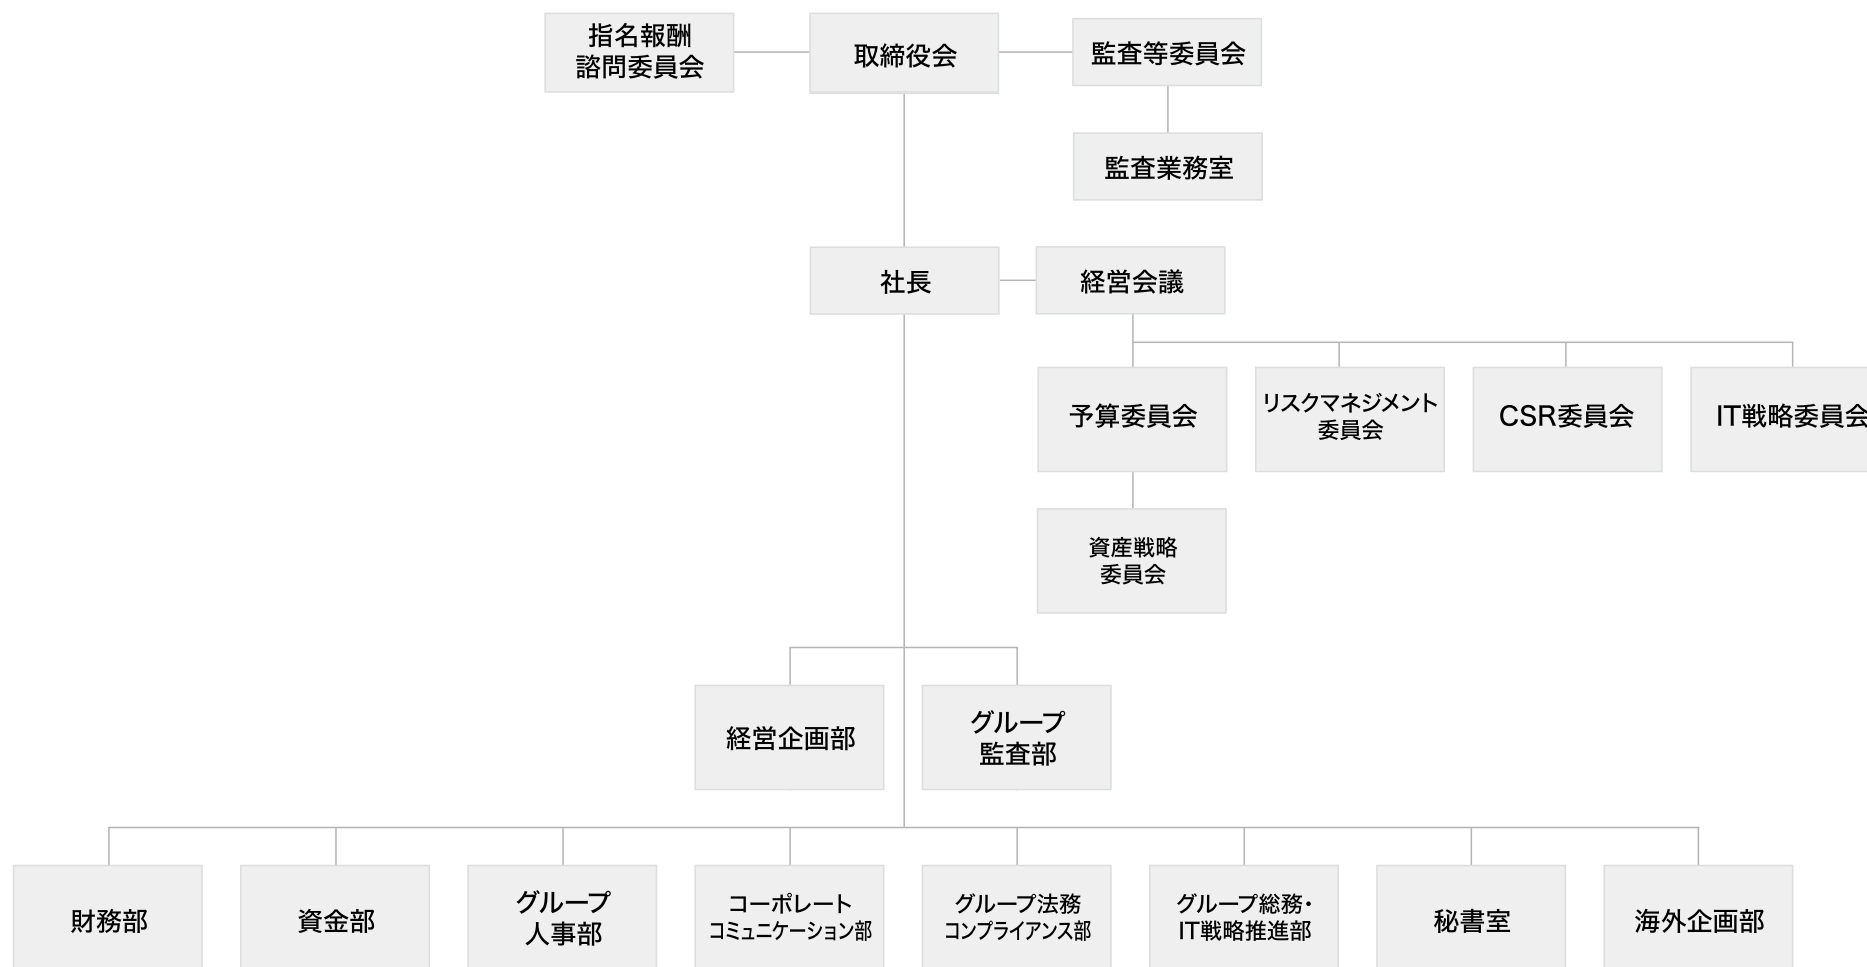 指名報酬
諮問委員会
取締役会
監査等委員会
監査業務室
社長
経営会議
予算委員会
リスクマネジメント
委員会
CSR委員会
IT戦略委員会
資産戦略
委員会
経営企画部
グループ
監査部
財務部
資金部
グループ
人事部
コーポレート
コミュニケーション部
グループ法務
コンプライアンス部
グループ総務・
IT戦略推進部
秘書室
海外企画部